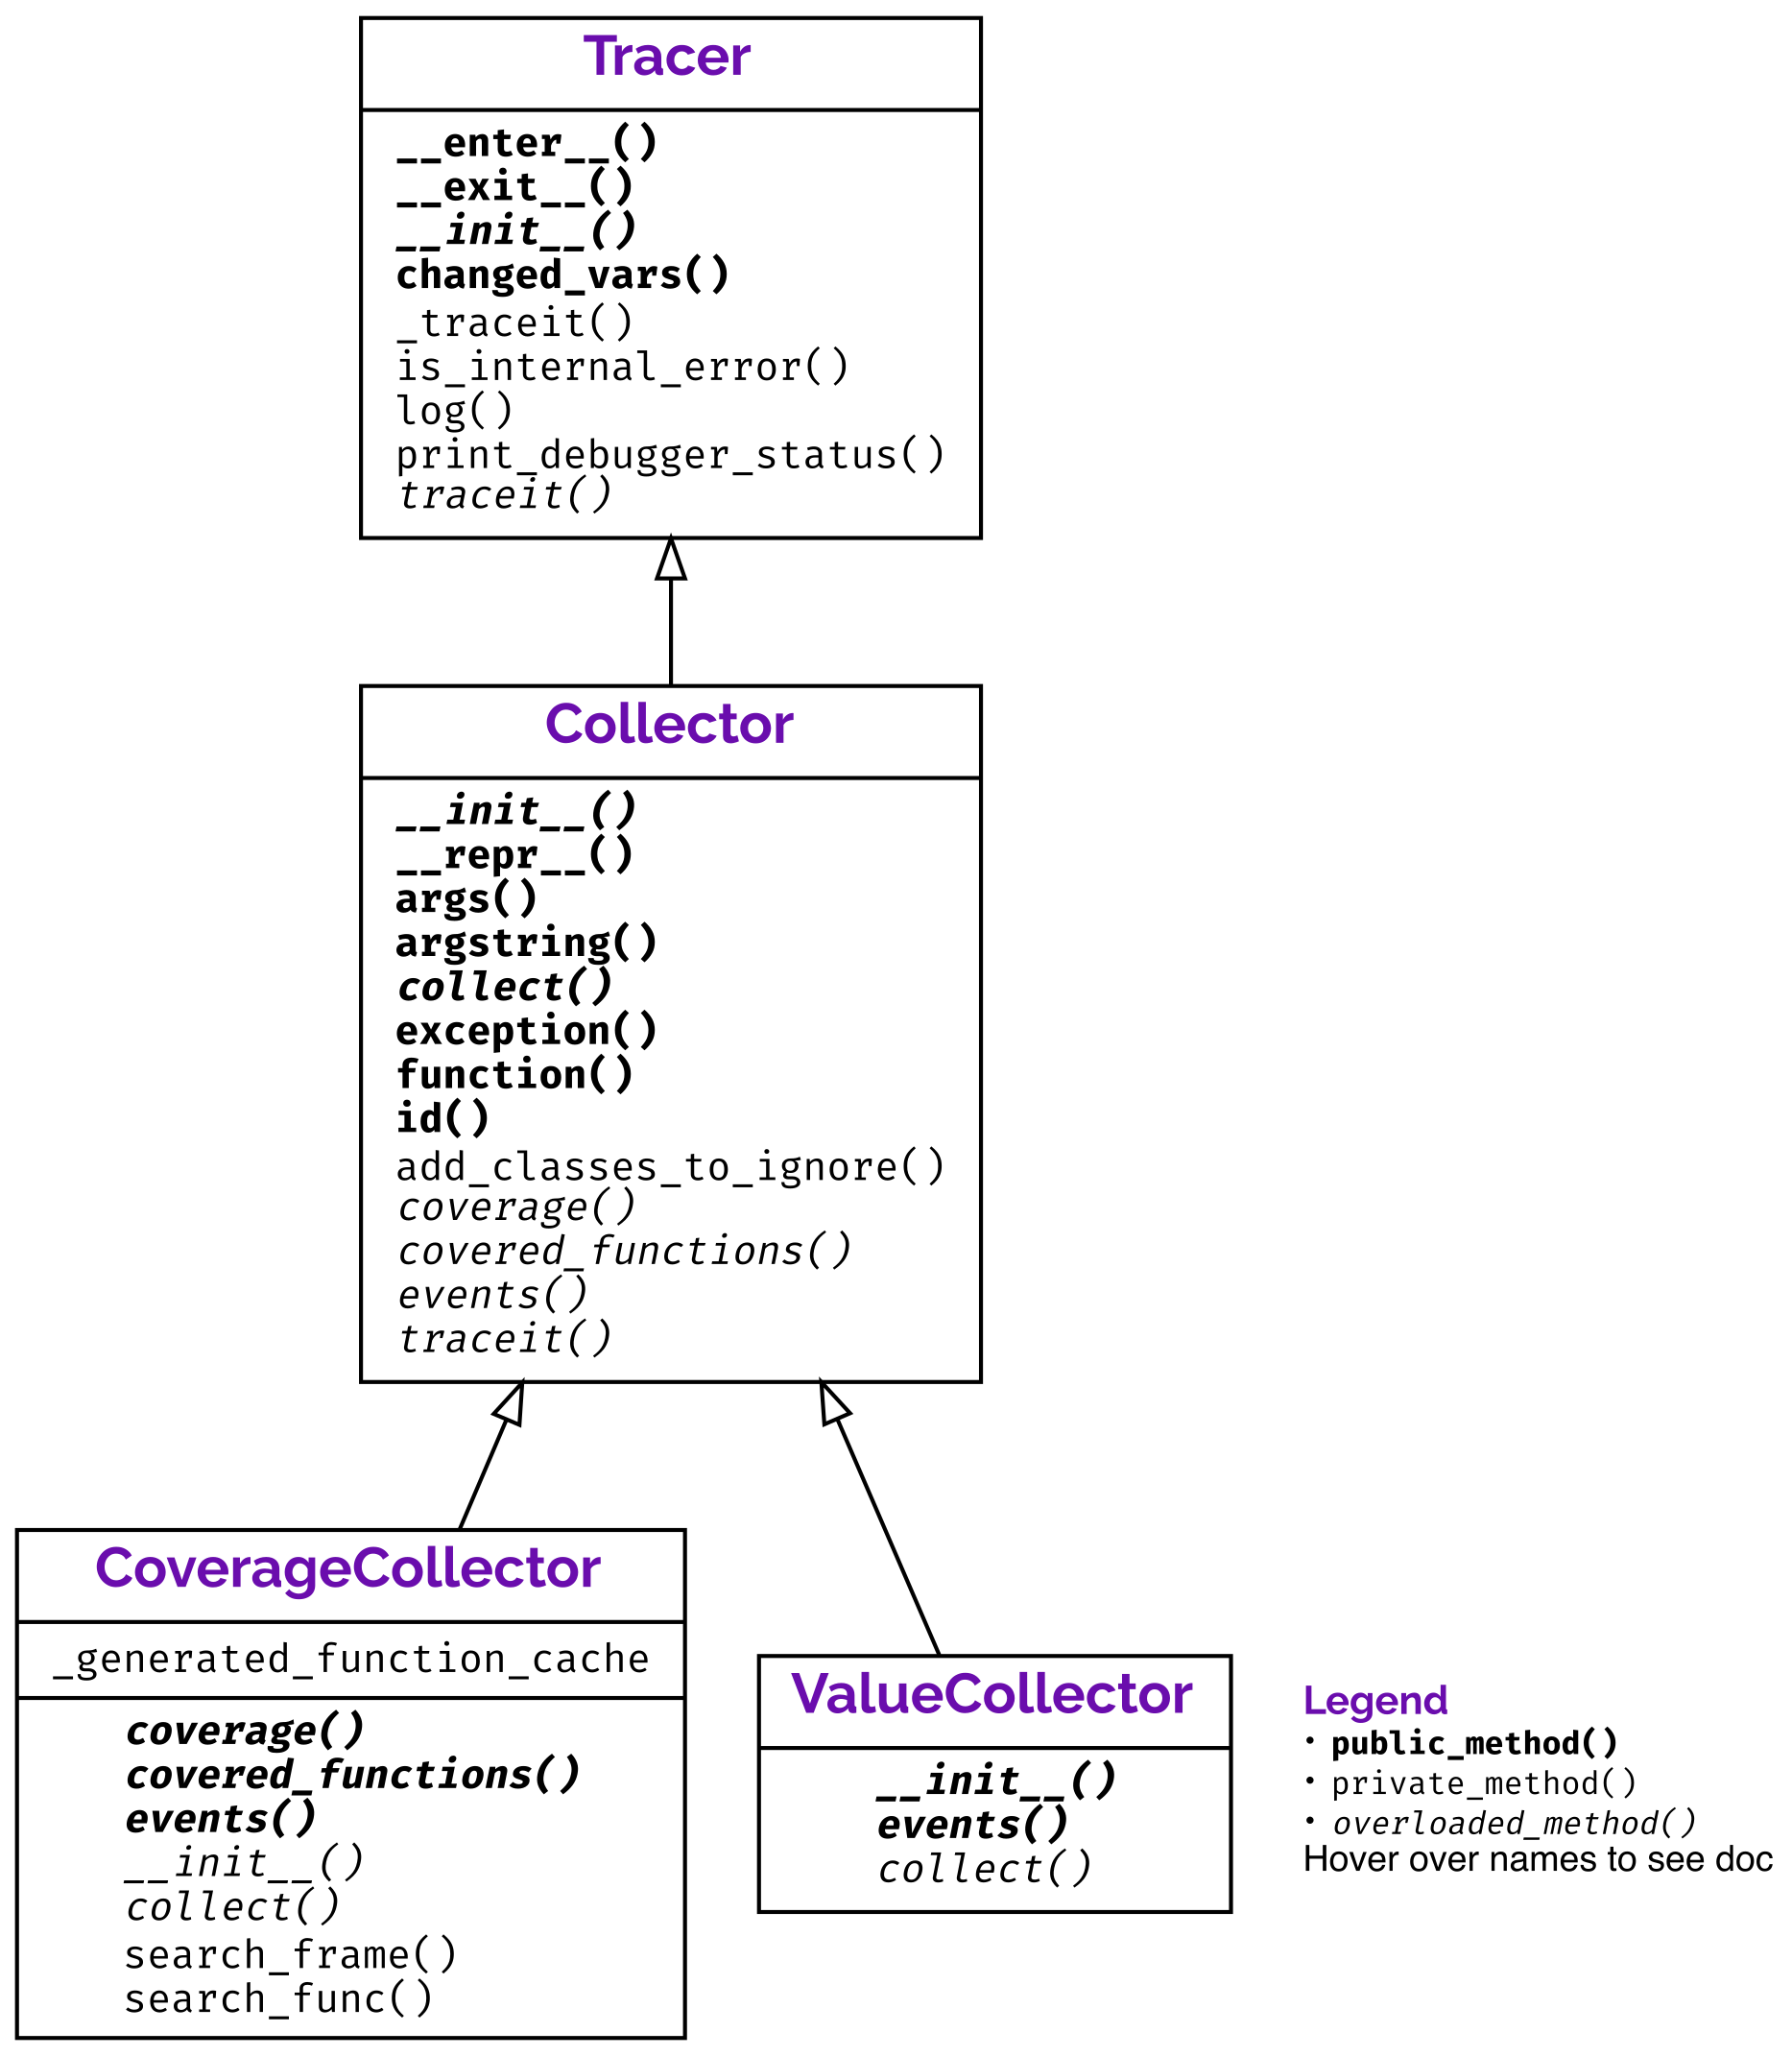 Tracer
__enter__()
__exit__()
__init__()
changed_vars()
_traceit()
is_internal_error()
log()
print_debugger_status()
traceit()
Collector
__init__()
__repr__()
args()
argstring()
collect()
exception()
function()
id()
add_classes_to_ignore()
coverage()
covered_functions()
events()
traceit()
CoverageCollector
_generated_function_cache
coverage()
covered_functions()
events()
__init__()
collect()
search_frame()
search_func()
ValueCollector
__init__()
events()
collect()
Legend
• public_method()
• private_method()
• overloaded_method()
Hover over names to see doc